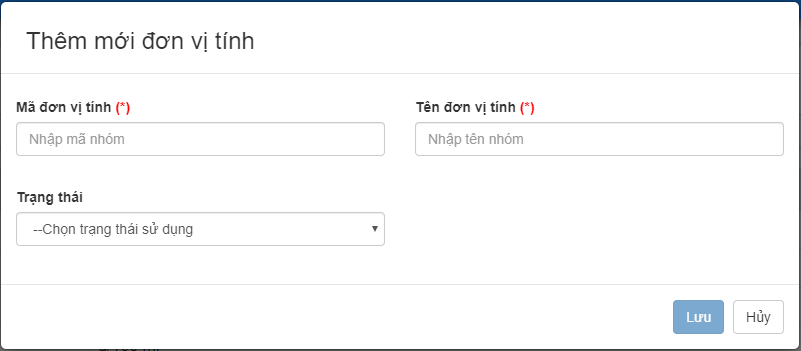 Thêm mới đơn vị tính
Mã đơn vị tính (*) Tên đơn vị tính (*)
Nhập mã nhóm Nhập tên nhóm
Trạng thái
--Chọn trạng thái sử dụng
Lưu Hủy